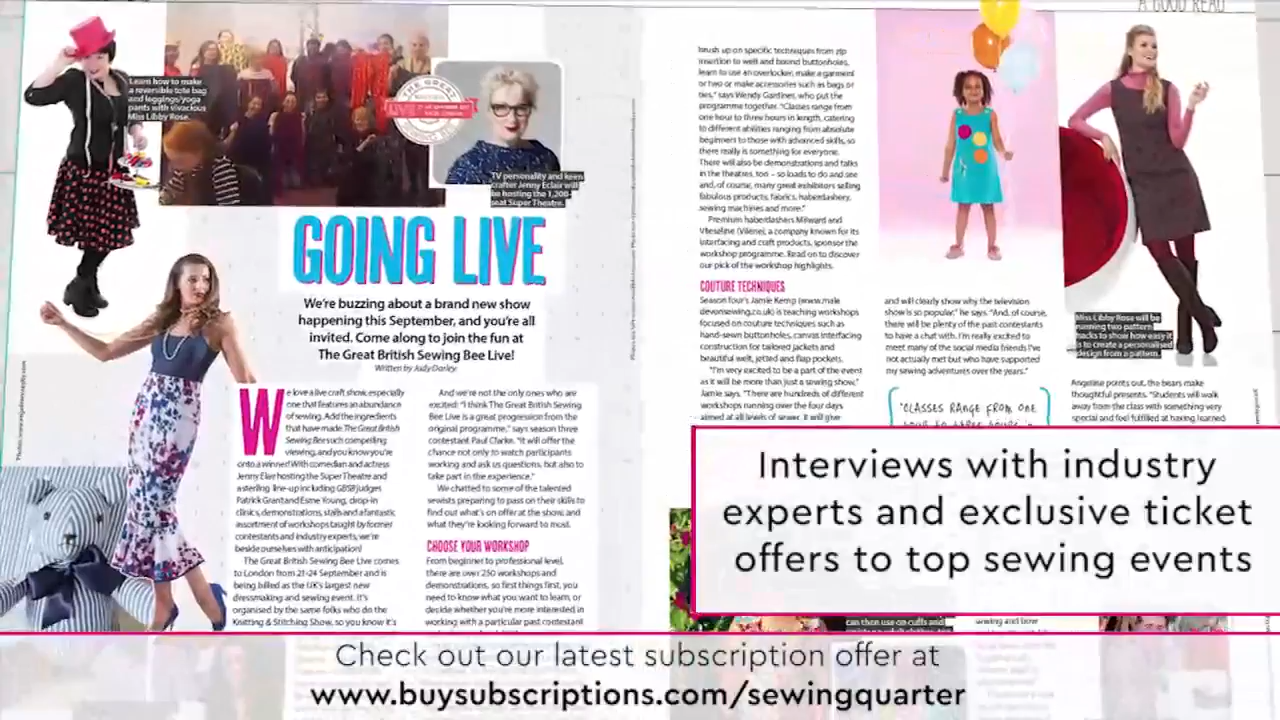 A GOOD READ
Learn how to make
a reversible tote bag
and leggings/yoga
pants with vivacious
Miss Libby Rose.
LIVE
TV personality and keen
crafter Jenny Eclair will
be hosting the 1,200-
seat Super Theatre.
GOING LIVE
We're buzzing about a brand new show
happening this September, and you're all
invited. Come along to join the fun at
The Great British Sewing Bee Live!
Written by Judy Darley
We love a live craft show, especially
one that features an abundance
of sewing. Add the ingredients
that have made The Great British
Sewing Bee such compelling
viewing, and you know you're
onto a winner! With comedian and actress
Jenny Eclair hosting the Super Theatre and
a sterling line-up including GBSB judges
Patrick Grant and Esme Young, drop-in
clinics, demonstrations, stalls and a fantastic
assortment of workshops taught by former
contestants and industry experts, we're
beside ourselves with anticipation!
The Great British Sewing Bee Live comes
to London from 21-24 September and is
being billed as the UK's largest new
dressmaking and sewing event. It's
organised by the same folks who do the
Knitting & Stitching Show, so you know it's
And we're not the only ones who are
excited: "I think The Great British Sewing
Bee Live is a great progression from the
original programme," says season three
contestant Paul Clarke. "It will offer the
chance not only to watch participants
working and ask us questions, but also to
take part in the experience."
We chatted to some of the talented
sewists preparing to pass on their skills to
find out what's on offer at the show, and
what they're looking forward to most.
CHOOSE YOUR WORKSHOP
From beginner to professional level,
there are over 250 workshops and
demonstrations, so first things first, you
need to know what you want to learn, or
decide whether you're more interested in
working with a particular past contestant
brush up on specific techniques from zip
insertion to welt and bound buttonholes,
learn to use an overlocker, make a garment
or two or make accessories such as bags or
ties," says Wendy Gardiner, who put the
programme together. "Classes range from
one hour to three hours in length, catering
to different abilities ranging from absolute
beginners to those with advanced skills, so
there really is something for everyone.
There will also be demonstrations and talks
in the theatres, too – so loads to do and see
and, of course, many great exhibitors selling
fabulous products, fabrics, haberdashery,
sewing machines and more."
Premium haberdashers Milward and
Vlieseline (Vilene), a company known for its
interfacing and craft products, sponsor the
workshop programme. Read on to discover
our pick of the workshop highlights.
COUTURE TECHNIQUES
Season four's Jamie Kemp (www.male
devonsewing.co.uk) is teaching workshops
focused on couture techniques such as
hand-sewn buttonholes, canvas interfacing
construction for tailored jackets and
beautiful welt, jetted and flap pockets.
"I'm very excited to be a part of the event
as it will be more than just a sewing show,"
Jamie says. "There are hundreds of different
workshops running over the four days
aimed at all levels of sewer. It will give
and will clearly show why the television
show is so popular," he says. "And, of course,
there will be plenty of the past contestants
to have a chat with. I'm really excited to
meet many of the social media friends I've
not actually met but who have supported
my sewing adventures over the years."
"CLASSES RANGE FROM ONE
Miss Libby Rose will be
running two pattern
hacks to show how easy it
is to create a personalised
design from a pattern.
Angeline points out, the bears make
thoughtful presents. "Students will walk
away from the class with something very
special and feel fulfilled at having learned
Interviews with industry
experts and exclusive ticket
offers to top sewing events
can then use on cuffs and
sewing and bow
Check out our latest subscription offer at
www.buysubscriptions.com/sewingquarter